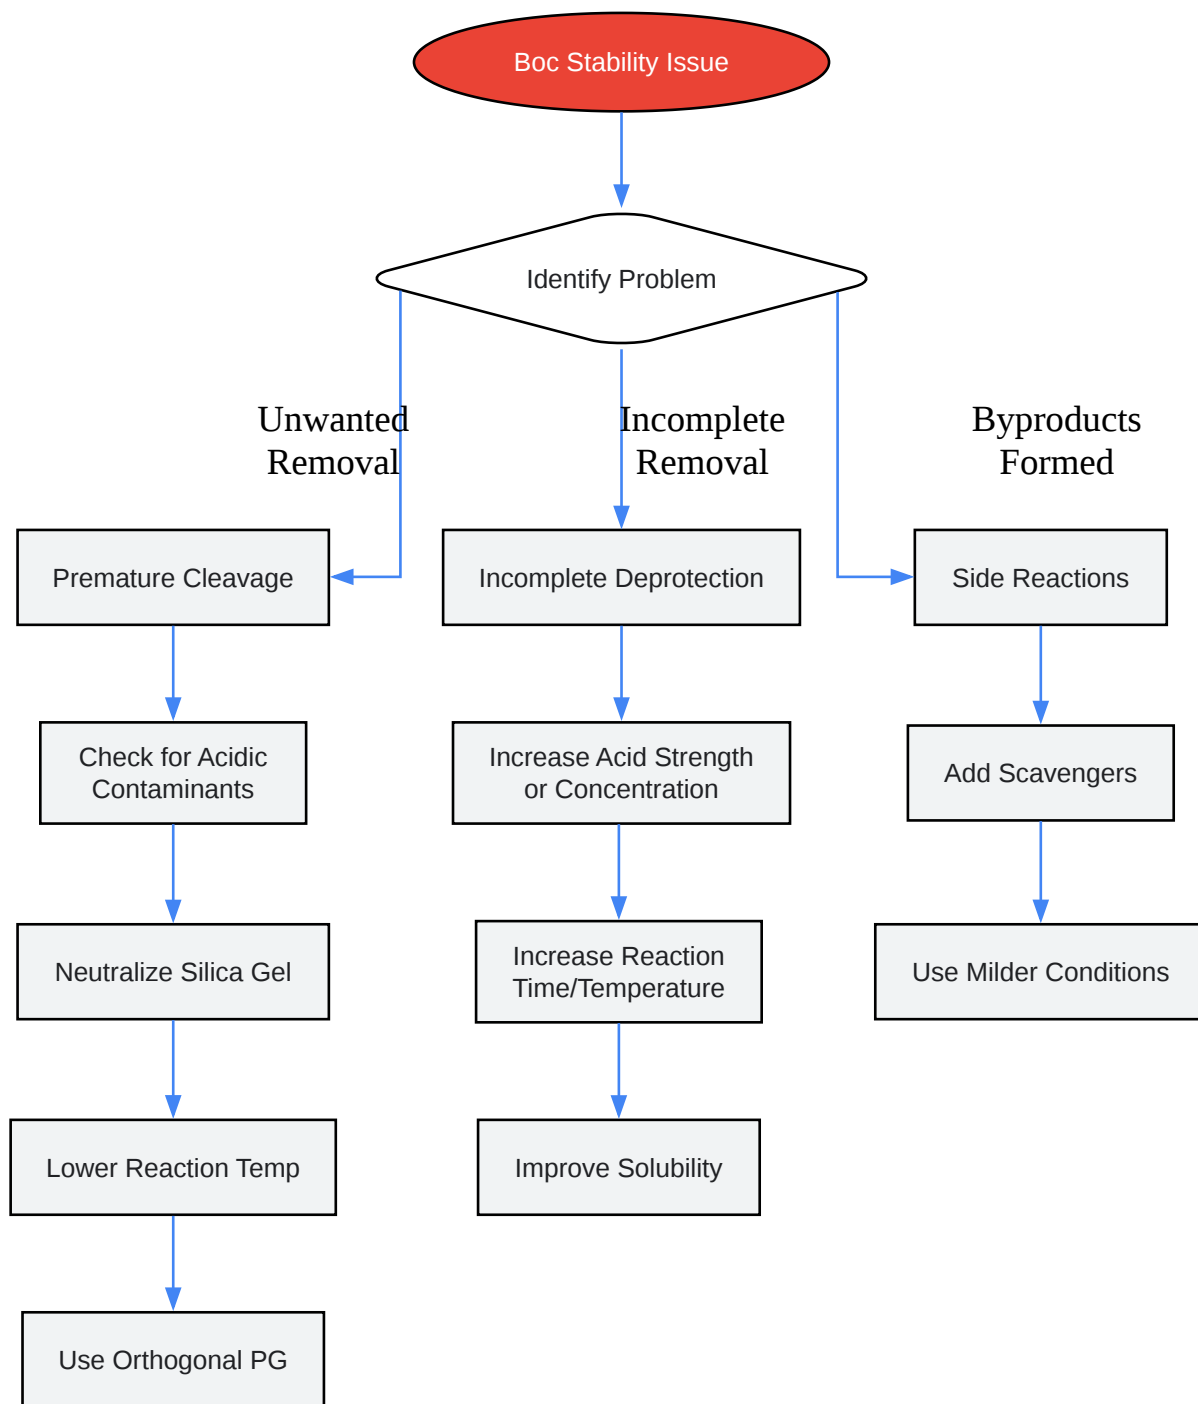 Boc Stability Issue
Identify Problem
Unwanted
Removal
Incomplete
Removal
Byproducts
Formed
Premature Cleavage
Incomplete Deprotection
Side Reactions
Check for Acidic
Contaminants
Increase Acid Strength
or Concentration
Add Scavengers
Neutralize Silica Gel
Increase Reaction
Time/Temperature
Use Milder Conditions
Lower Reaction Temp
Improve Solubility
Use Orthogonal PG